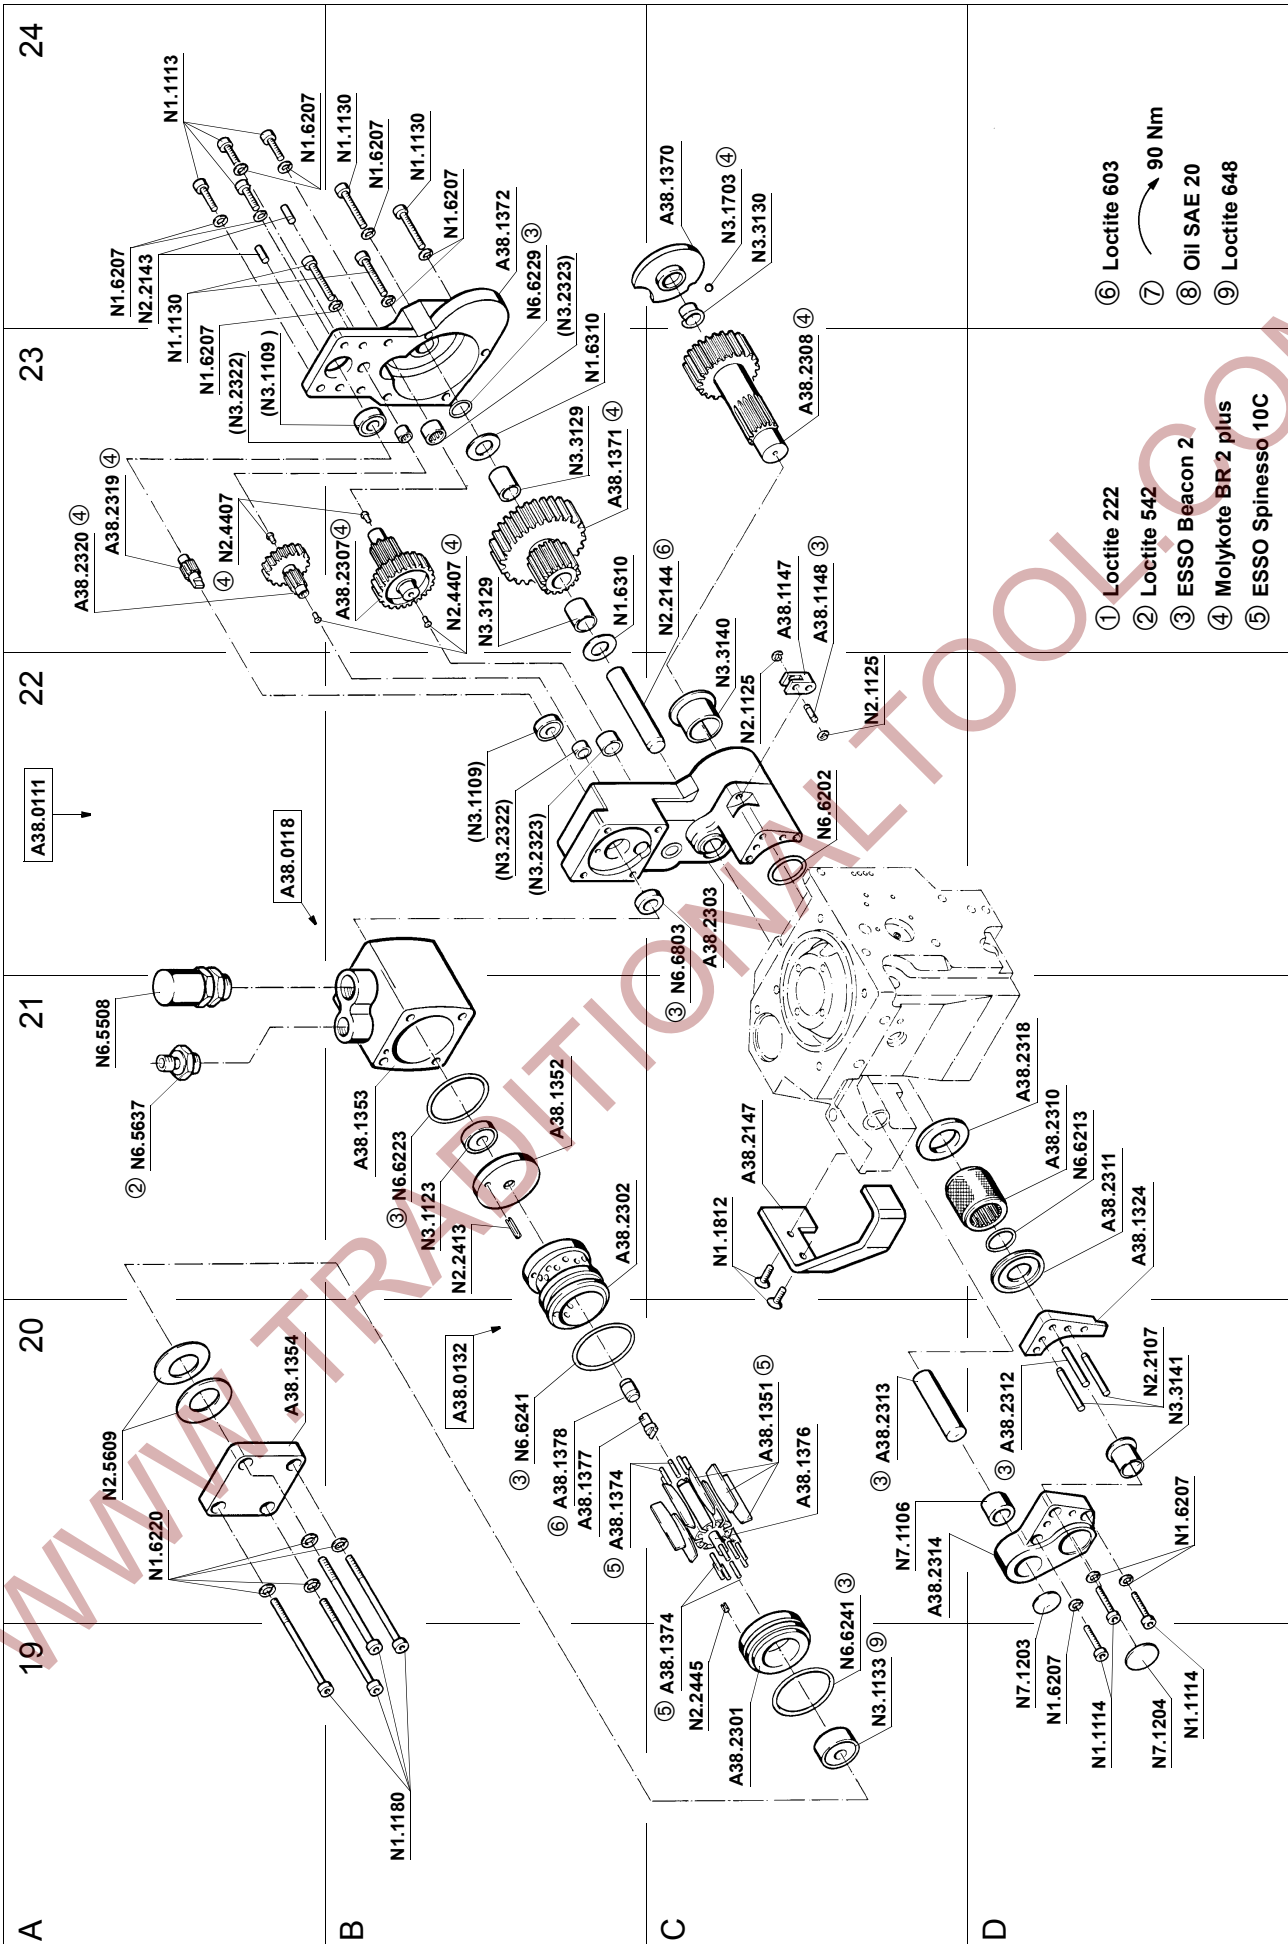 A
B
C
D
19
20
21
22
23
24
A38.0111
A38.0118
A38.0132
N1.1180
N1.6220
N2.5609
A38.1354
② N6.5637
N6.5508
A38.1353
③ N6.6223
N3.1123
N2.2413
A38.1352
A38.2302
③ N6.6241
⑥ A38.1378
A38.1377
⑤ A38.1374
A38.1351 ⑤
A38.1376
⑤ A38.1374
N2.2445
A38.2301
N6.6241 ③
N3.1133 ⑨
A38.2320 ④
A38.2319 ④
④ N2.4407
A38.2307 ④
N2.4407 ④
N3.3129
N1.6310
N2.2144 ⑥
N3.3140
N2.1125
A38.1147
A38.1148 ③
N2.1125
(N3.1109)
(N3.2322)
(N3.2323)
③ N6.6803
A38.2303
N6.6202
N1.1113
N1.6207
N1.1130
N1.6207
N1.1130
N1.6207
A38.1372
N6.6229 ③
(N3.2323)
N1.6310
N3.3129
A38.1371 ④
N1.6207
N2.2143
N1.1130
N1.6207
(N3.2322)
(N3.1109)
A38.1370
N3.1703 ④
N3.3130
A38.2308 ④
A38.2147
N1.1812
A38.2318
A38.2310
N6.6213
A38.2311
A38.1324
③ A38.2313
③ A38.2312
N2.2107
N3.3141
N7.1106
A38.2314
N1.6207
N7.1203
N1.6207
N1.1114
N7.1204
N1.1114
① Loctite 222
② Loctite 542
③ ESSO Beacon 2
④ Molykote BR 2 plus
⑤ ESSO Spinesso 10C
⑥ Loctite 603
⑦ 90 Nm
⑧ Oil SAE 20
⑨ Loctite 648
WWW.TRADITIONALTOOL.COM